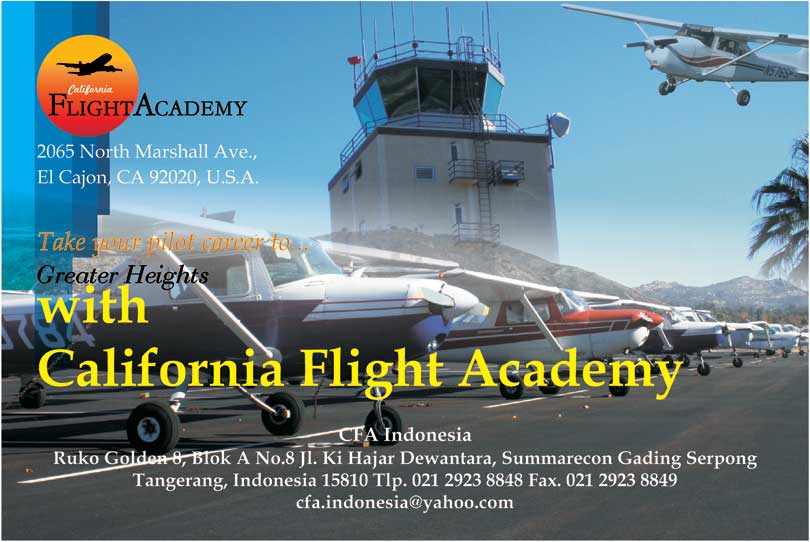 California
FLIGHTACADEMY
2065 North Marshall Ave.,
El Cajon, CA 92020, U.S.A.
Take your pilot career to...
Greater Heights
with
California Flight Academy
CFA Indonesia
Ruko Golden 8, Blok A No.8 Jl. Ki Hajar Dewantara, Summarecon Gading Serpong
Tangerang, Indonesia 15810 Tlp. 021 2923 8848 Fax. 021 2923 8849
cfa.indonesia@yahoo.com